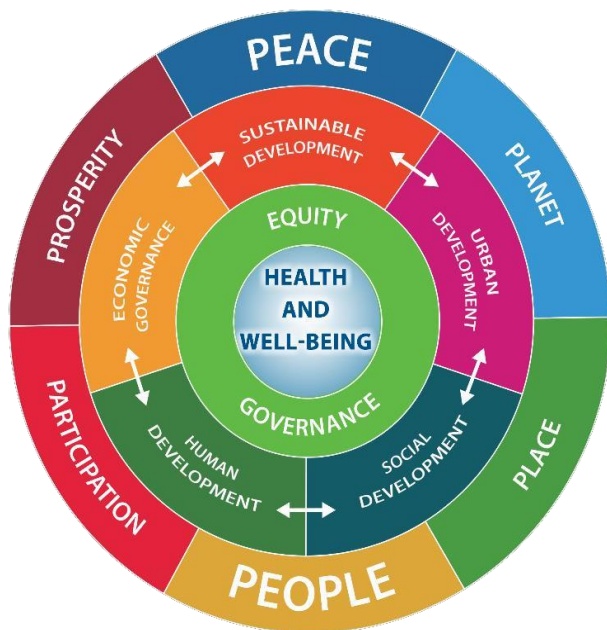 PEACE
PLANET
PLACE
PEOPLE
PARTICIPATION
PROSPERITY
SUSTAINABLE
DEVELOPMENT
URBAN
DEVELOPMENT
SOCIAL
DEVELOPMENT
HUMAN
DEVELOPMENT
ECONOMIC
GOVERNANCE
EQUITY
HEALTH
AND
WELL-BEING
GOVERNANCE